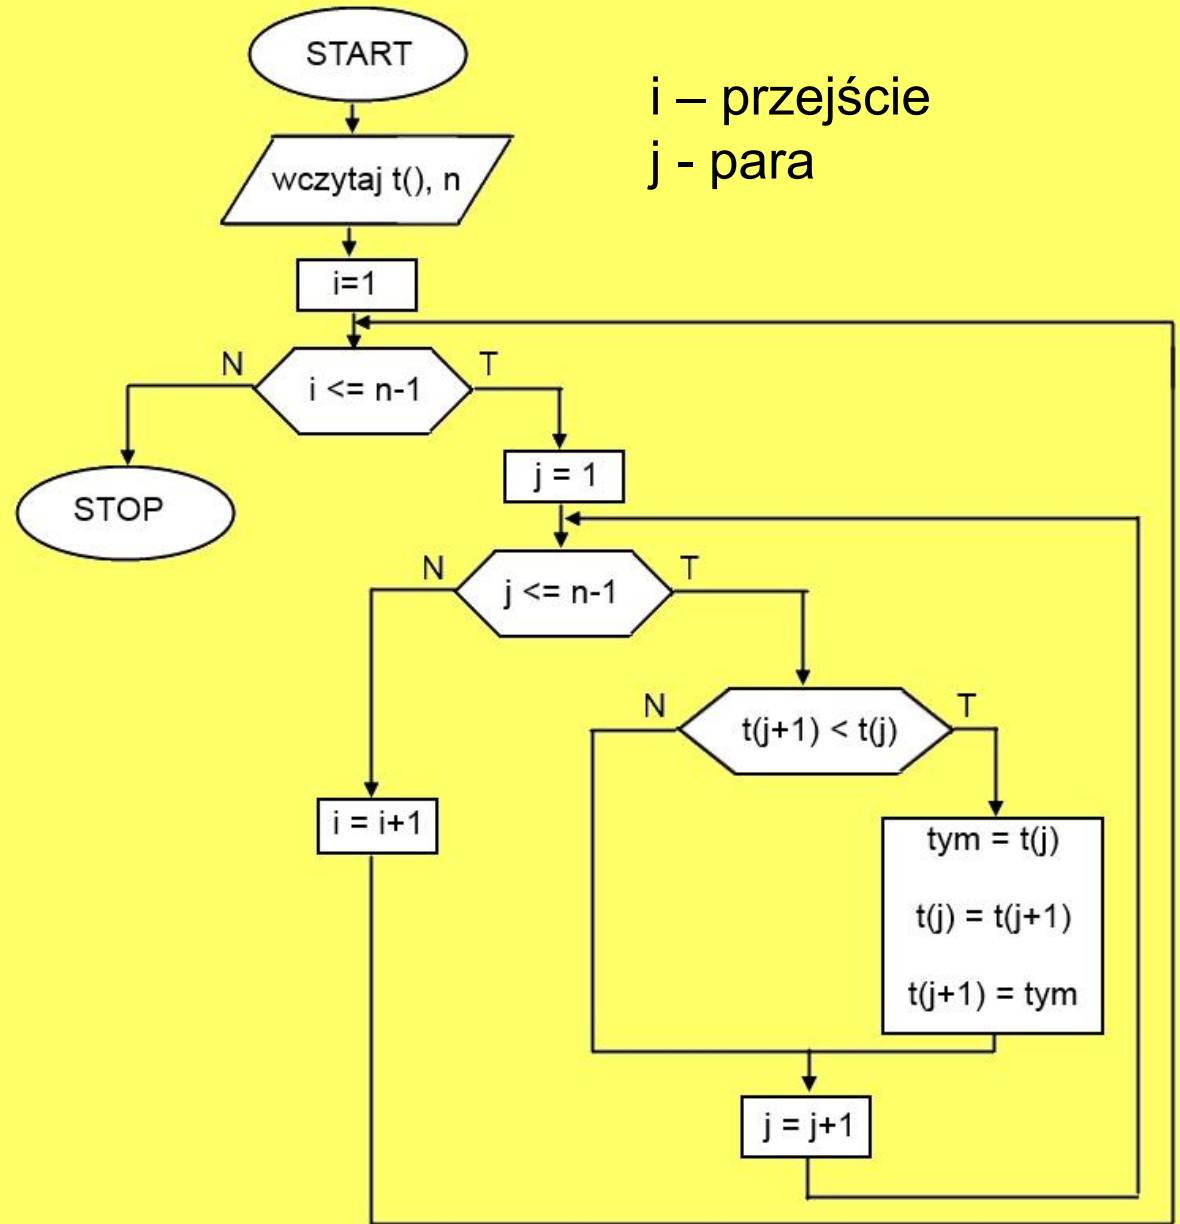 START
i – przejście
j - para
wczytaj t(), n
i=1
N
T
i <= n-1
j = 1
STOP
N
T
j <= n-1
N
T
t(j+1) < t(j)
i = i+1
tym = t(j)
t(j) = t(j+1)
t(j+1) = tym
j = j+1